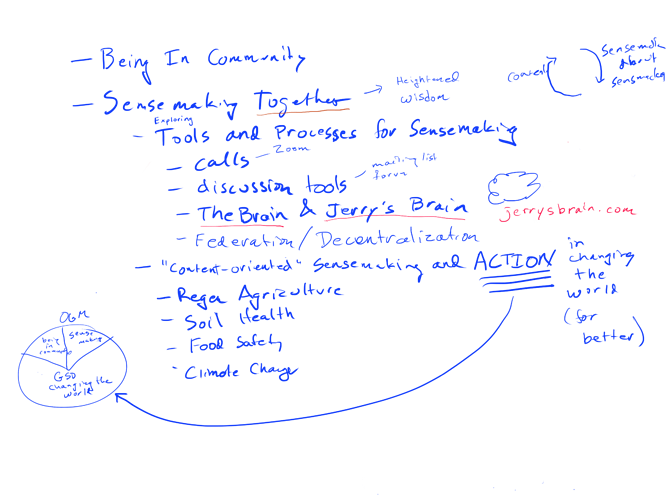 — Being In Community
— Sensemaking Together → Heightened wisdom
content
Sensemaking
About
sensmaking
Exploring
- Tools and Processes for Sensemaking
- calls - Zoom
- discussion tools - mailing list
forum
- The Brain & Jerry's Brain
jerrysbrain.com
- Federation/Decentralization
- "Content-oriented" Sensemaking and ACTION
in
changing
the
world
(for
better)
- Regen Agriculture
- Soil Health
- Food Safety
- Climate Change
OGM
being
in
community
sense
making
GSD
changing the
world